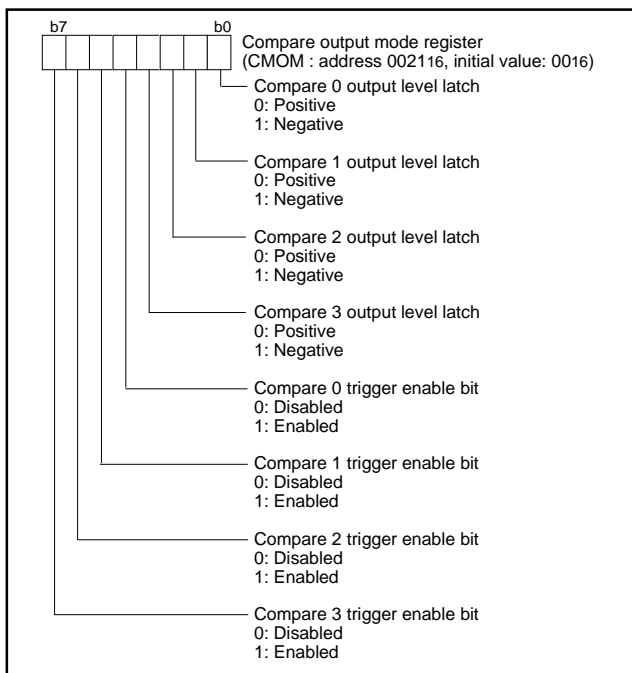 b7 b0
Compare output mode register
(CMOM : address 002116, initial value: 0016)
Compare 0 output level latch
0: Positive
1: Negative
Compare 1 output level latch
0: Positive
1: Negative
Compare 2 output level latch
0: Positive
1: Negative
Compare 3 output level latch
0: Positive
1: Negative
Compare 0 trigger enable bit
0: Disabled
1: Enabled
Compare 1 trigger enable bit
0: Disabled
1: Enabled
Compare 2 trigger enable bit
0: Disabled
1: Enabled
Compare 3 trigger enable bit
0: Disabled
1: Enabled